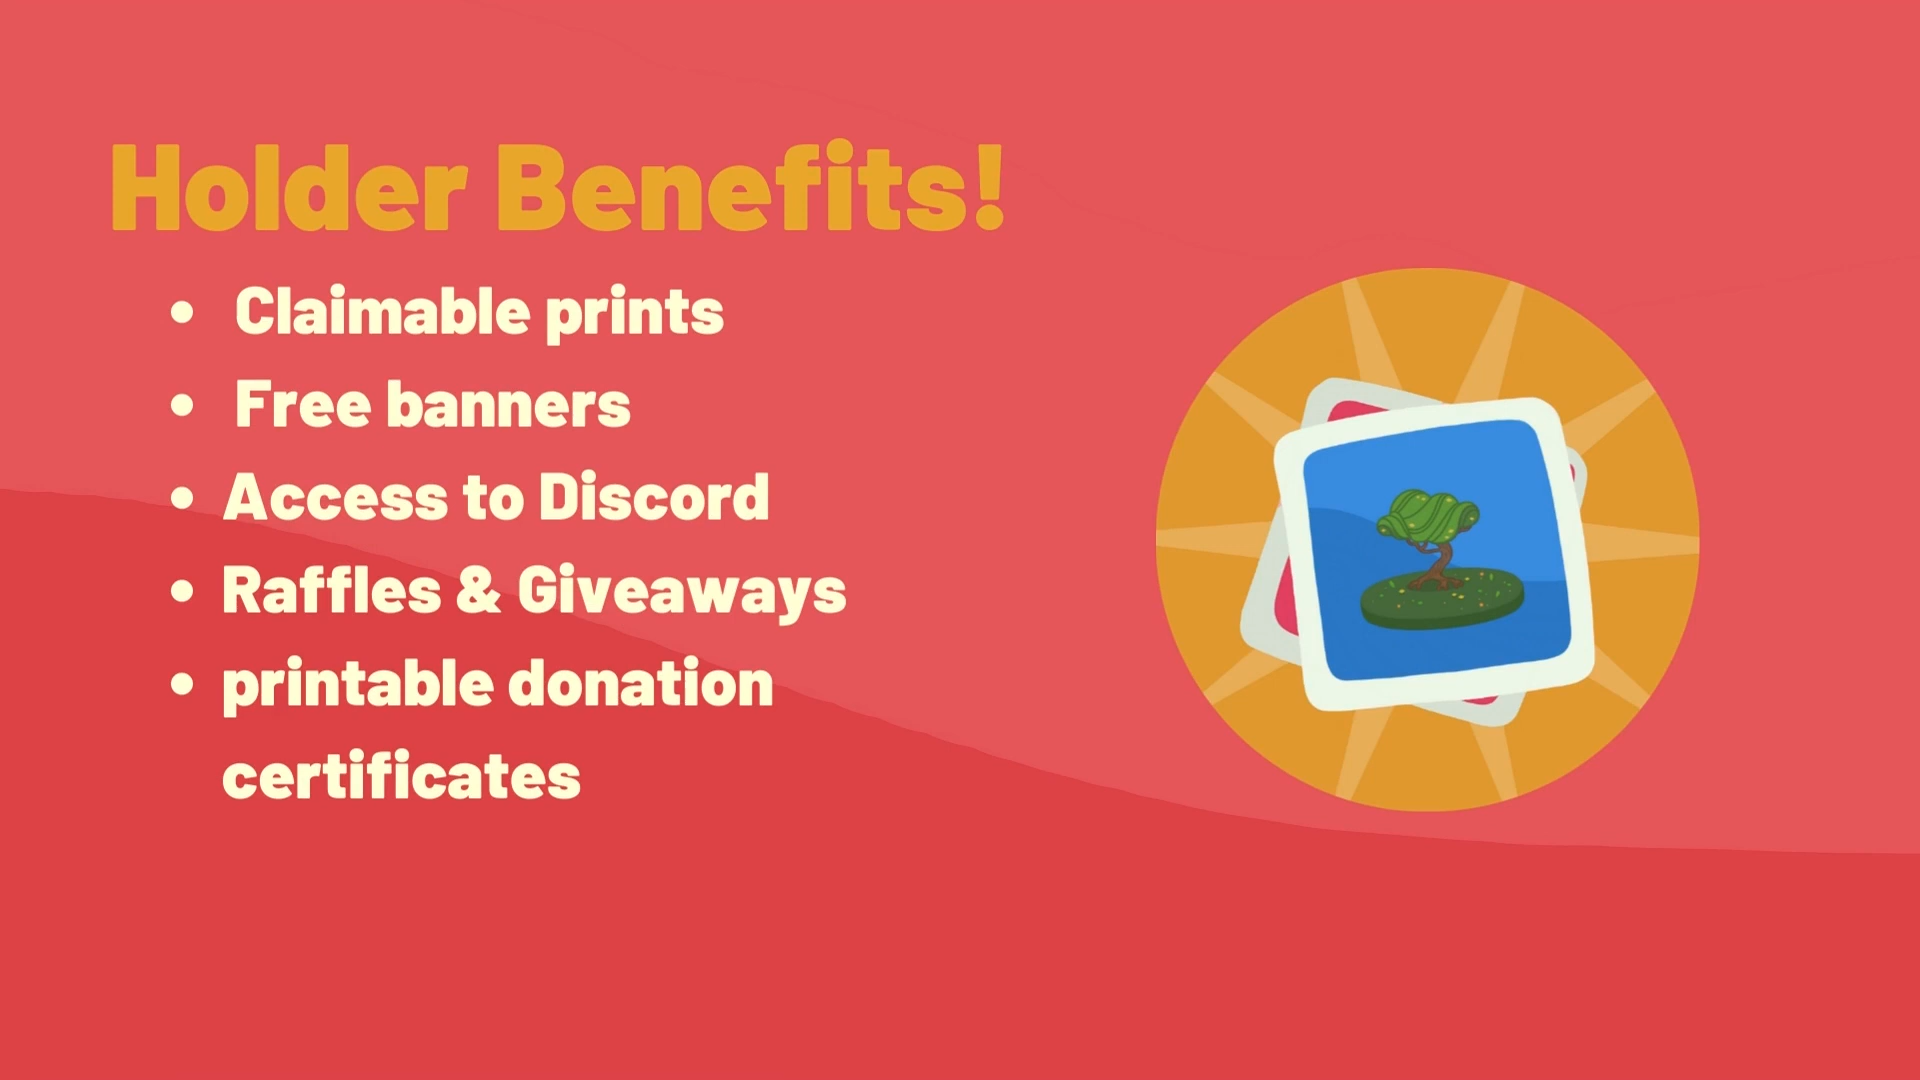 Holder Benefits!
• Claimable prints
• Free banners
• Access to Discord
• Raffles & Giveaways
• printable donation
certificates